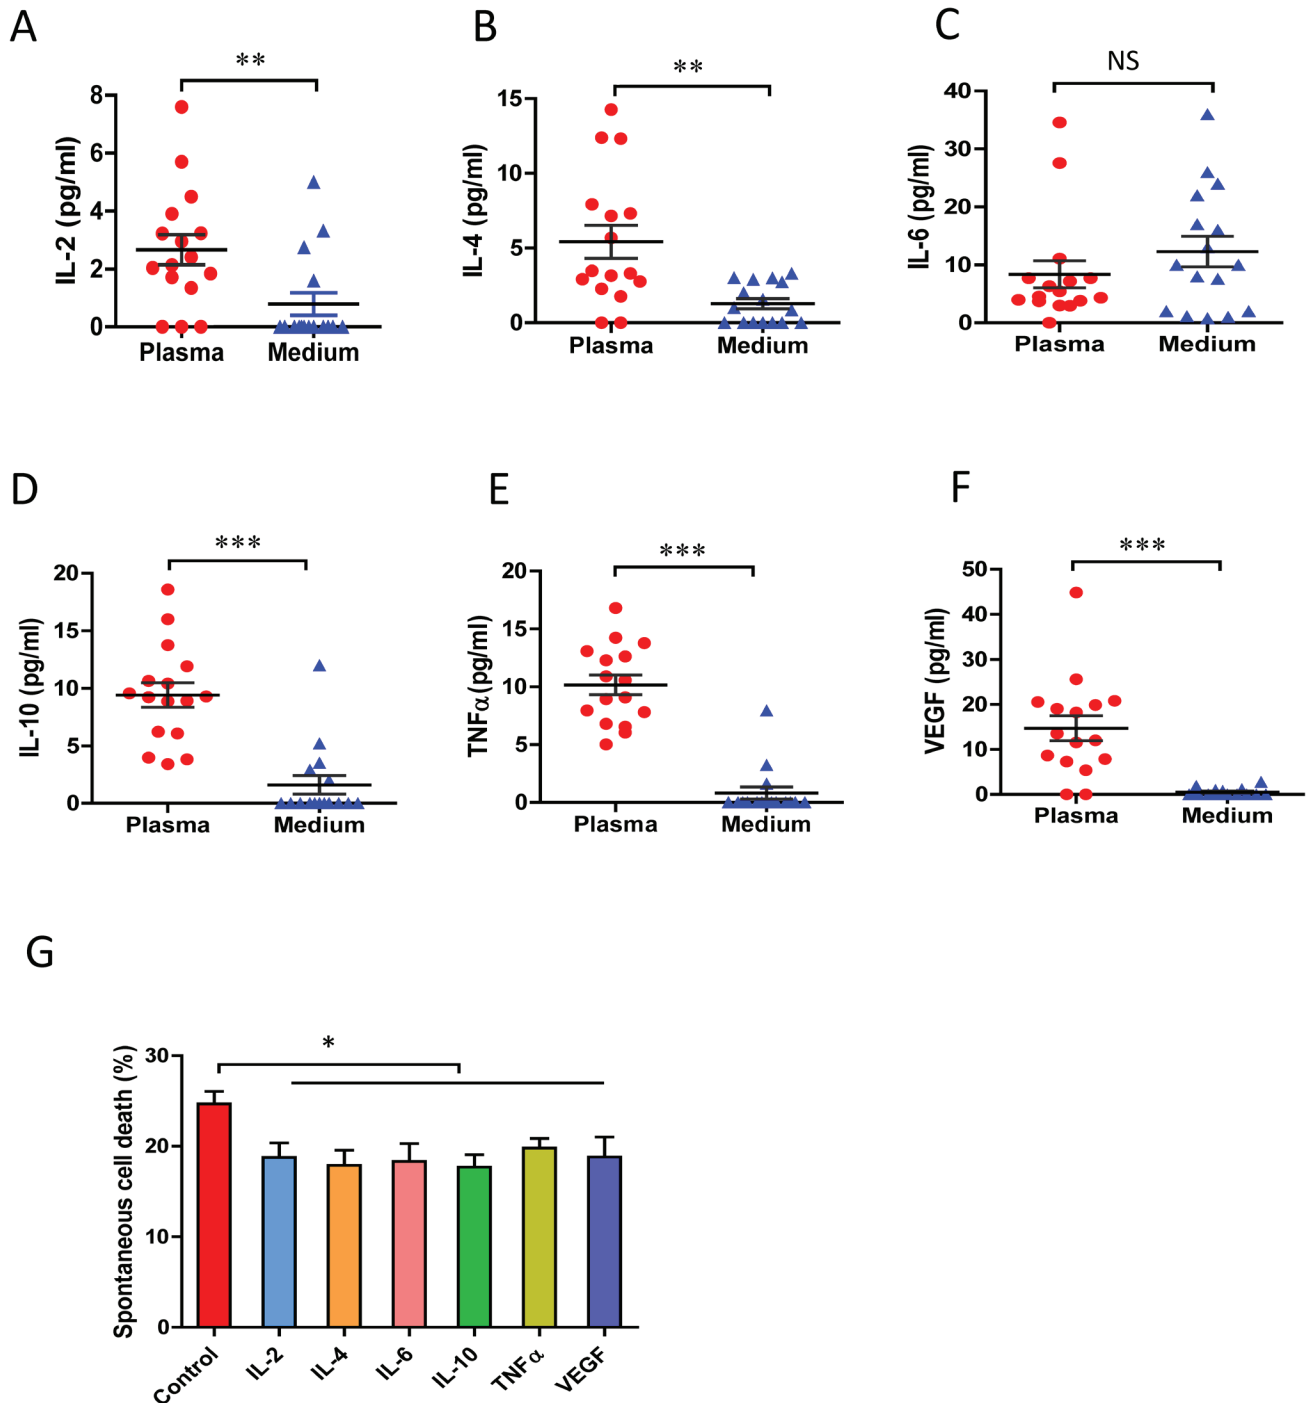 A
B
C
**
**
NS
IL-2 (pg/ml)
8
6
4
2
0
Plasma
Medium
IL-4 (pg/ml)
15
10
5
0
Plasma
Medium
IL-6 (pg/ml)
40
30
20
10
0
Plasma
Medium
D
E
F
***
***
***
IL-10 (pg/ml)
20
15
10
5
0
Plasma
Medium
TNFα(pg/ml)
20
15
10
5
0
Plasma
Medium
VEGF (pg/ml)
50
40
30
20
10
0
Plasma
Medium
G
*
Spontaneous cell death (%)
30
20
10
0
Control
IL-2
IL-4
IL-6
IL-10
TNFα
VEGF